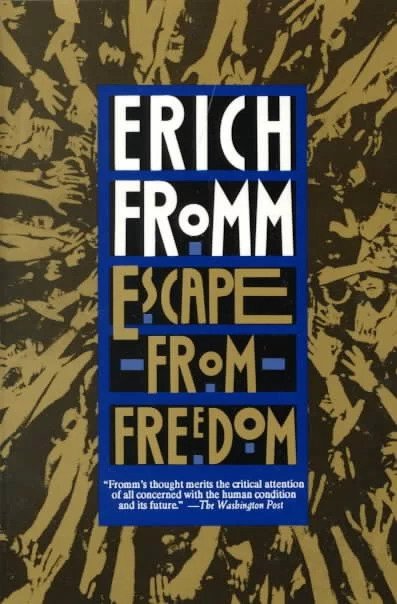 ERICH
FROMM
ESCAPE
-FROM-
FREEDOM
“Fromm’s thought merits the critical attention
of all concerned with the human condition
and its future.” —The Washington Post